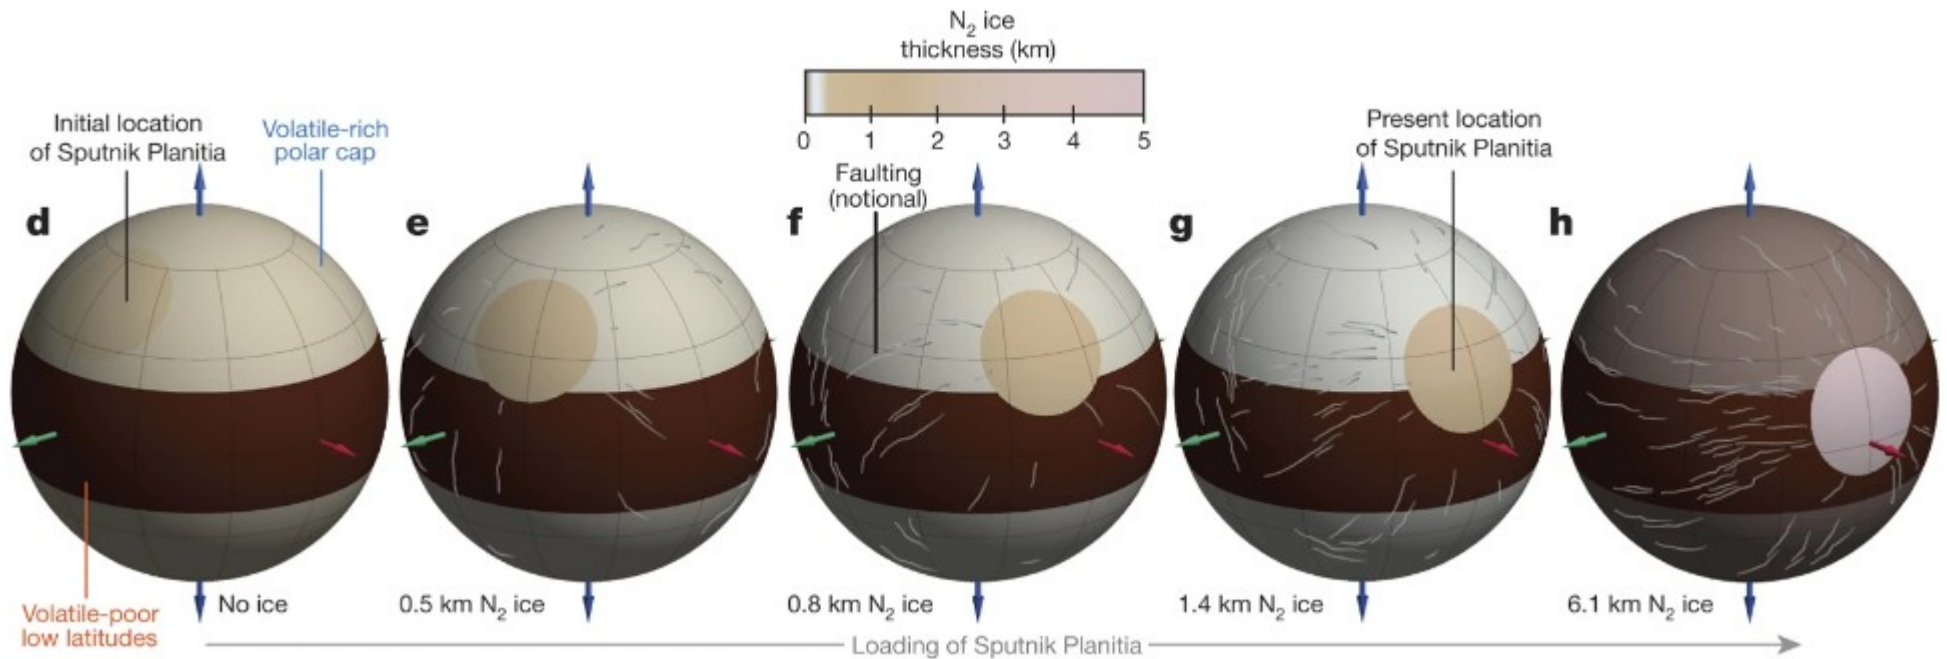 N₂ ice
thickness (km)
0 1 2 3 4 5
Initial location
of Sputnik Planitia
Volatile-rich
polar cap
Faulting
(notional)
Present location
of Sputnik Planitia
d
e
f
g
h
Volatile-poor
low latitudes
No ice
0.5 km N₂ ice
0.8 km N₂ ice
1.4 km N₂ ice
6.1 km N₂ ice
Loading of Sputnik Planitia